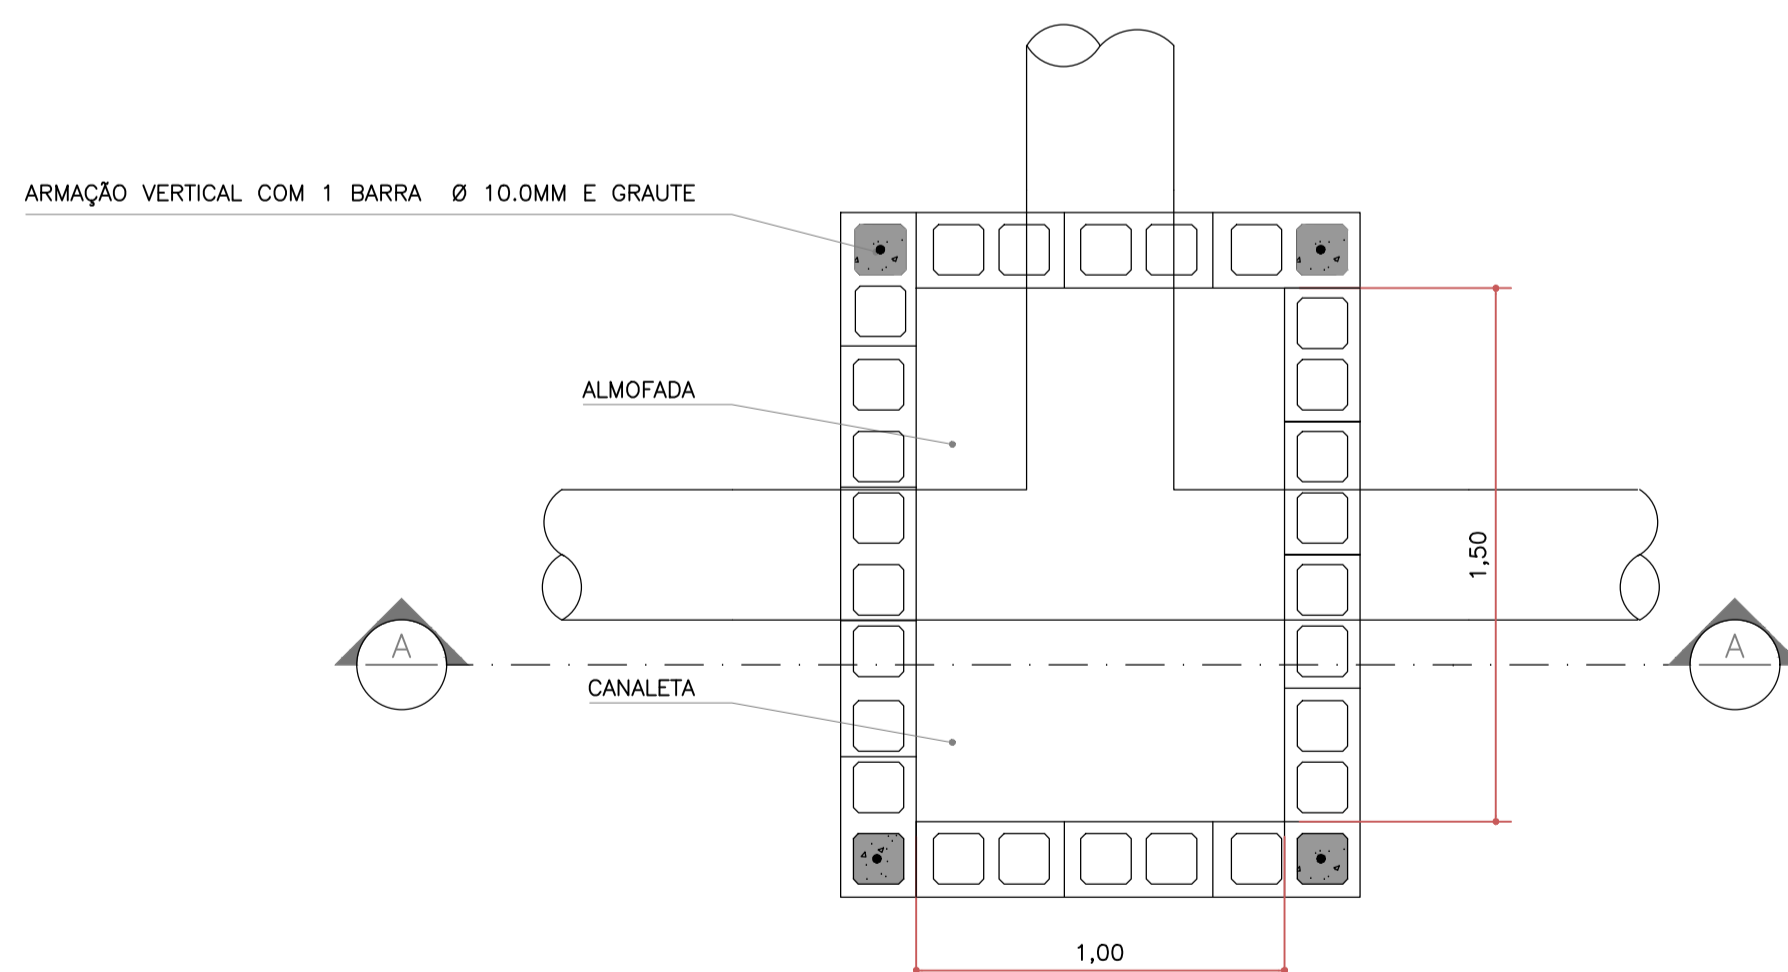 ARMAÇÃO VERTICAL COM 1 BARRA Ø 10.0MM E GRAUTE
ALMOFADA
1,50
A
A
CANALETA
1,00